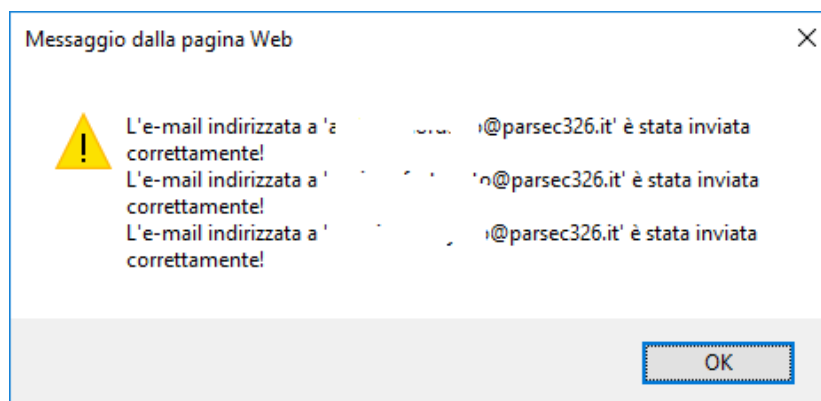 Messaggio dalla pagina Web
L'e-mail indirizzata a 'a @parsec326.it' è stata inviata
correttamente!
L'e-mail indirizzata a ' o@parsec326.it' è stata inviata
correttamente!
L'e-mail indirizzata a ' @parsec326.it' è stata inviata
correttamente!
OK